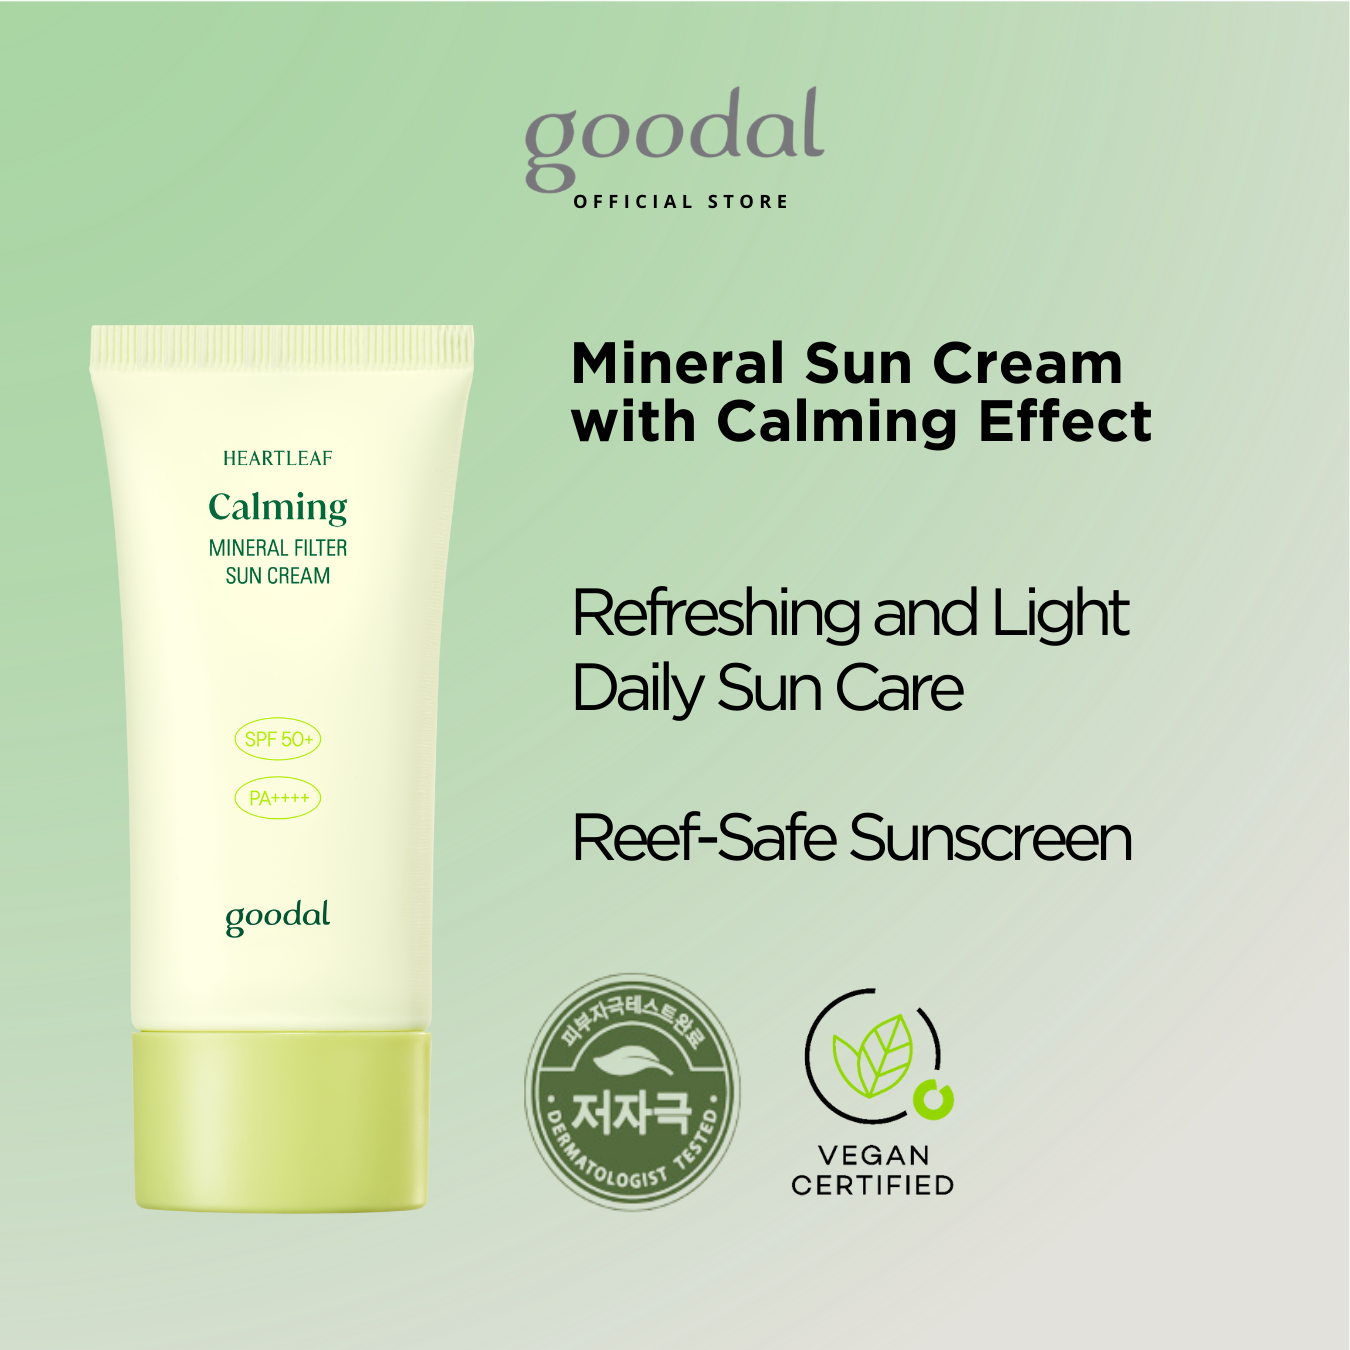 goodal
OFFICIAL STORE
HEARTLEAF
Calming
MINERAL FILTER
SUN CREAM
SPF 50+
PA++++
goodal
Mineral Sun Cream
with Calming Effect
Refreshing and Light
Daily Sun Care
Reef-Safe Sunscreen
피부자극테스트완료
저자극
DERMATOLOGIST TESTED
VEGAN
CERTIFIED